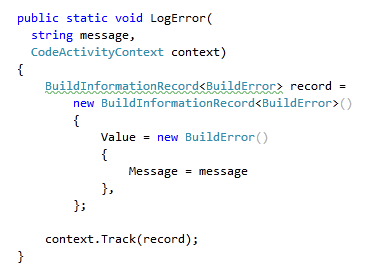 public static void LogError(
  string message,
  CodeActivityContext context)
{
    BuildInformationRecord<BuildError> record =
        new BuildInformationRecord<BuildError>()
        {
            Value = new BuildError()
            {
                Message = message
            },
        };

    context.Track(record);
}